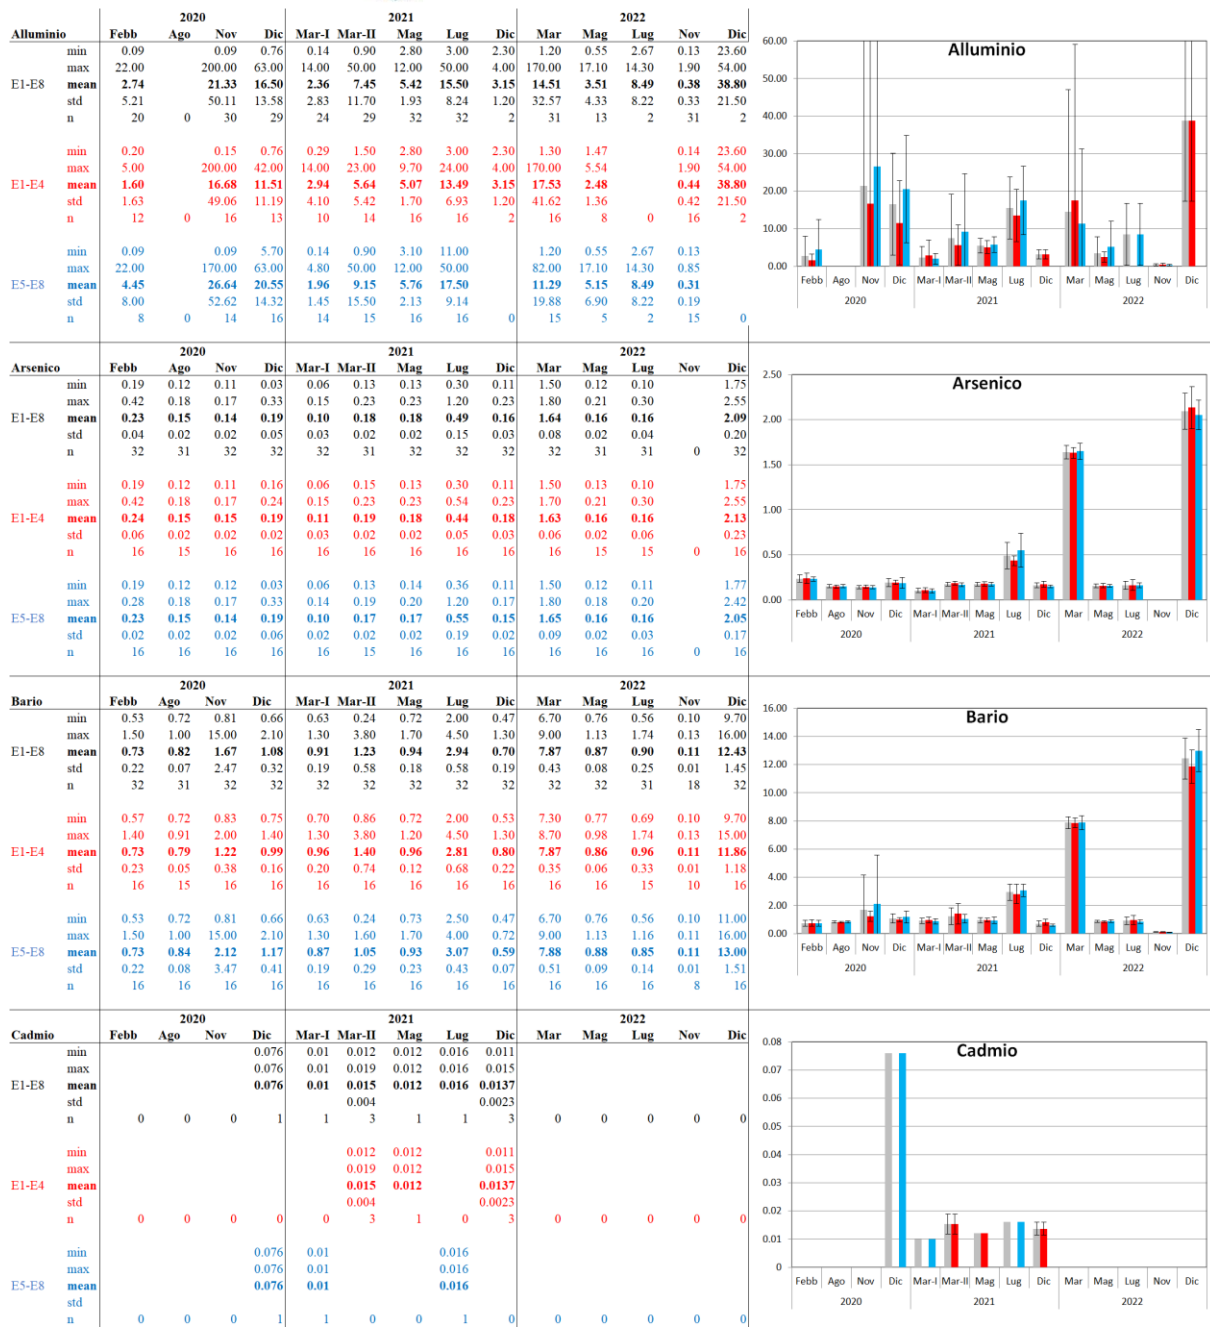 2020 2021 2022
Alluminio Febb Ago Nov Dic Mar-I Mar-II Mag Lug Dic Mar Mag Lug Nov Dic
min 0.09 0.09 0.76 0.14 0.90 2.80 3.00 2.30 1.20 0.55 2.67 0.13 23.60
max 22.00 200.00 63.00 14.00 50.00 12.00 50.00 4.00 170.00 17.10 14.30 1.90 54.00
E1-E8 mean 2.74 21.33 16.50 2.36 7.45 5.42 15.50 3.15 14.51 3.51 8.49 0.38 38.80
std 5.21 50.11 13.58 2.83 11.70 1.93 8.24 1.20 32.57 4.33 8.22 0.33 21.50
n 20 0 30 29 24 29 32 32 2 31 13 2 31 2
min 0.20 0.15 0.76 0.29 1.50 2.80 3.00 2.30 1.30 1.47 0.14 23.60
max 5.00 200.00 42.00 14.00 23.00 9.70 24.00 4.00 170.00 5.54 1.90 54.00
E1-E4 mean 1.60 16.68 11.51 2.94 5.64 5.07 13.49 3.15 17.53 2.48 0.44 38.80
std 1.63 49.06 11.19 4.10 5.42 1.70 6.93 1.20 41.62 1.36 0.42 21.50
n 12 0 16 13 10 14 16 16 2 16 8 0 16 2
min 0.09 0.09 5.70 0.14 0.90 3.10 11.00 1.20 0.55 2.67 0.13
max 22.00 170.00 63.00 4.80 50.00 12.00 50.00 82.00 17.10 14.30 0.85
E5-E8 mean 4.45 26.64 20.55 1.96 9.15 5.76 17.50 11.29 5.15 8.49 0.31
std 8.00 52.62 14.32 1.45 15.50 2.13 9.14 19.88 6.90 8.22 0.19
n 8 0 14 16 14 15 16 16 0 15 5 2 15 0
Alluminio
60.00
50.00
40.00
30.00
20.00
10.00
0.00
Febb Ago Nov Dic Mar-I Mar-II Mag Lug Dic Mar Mag Lug Nov Dic
2020 2021 2022
2020 2021 2022
Arsenico Febb Ago Nov Dic Mar-I Mar-II Mag Lug Dic Mar Mag Lug Nov Dic
min 0.19 0.12 0.11 0.03 0.06 0.13 0.13 0.30 0.11 1.50 0.12 0.10 1.75
max 0.42 0.18 0.17 0.33 0.15 0.23 0.23 1.20 0.23 1.80 0.21 0.30 2.55
E1-E8 mean 0.23 0.15 0.14 0.19 0.10 0.18 0.18 0.49 0.16 1.64 0.16 0.16 2.09
std 0.04 0.02 0.02 0.05 0.03 0.02 0.02 0.15 0.03 0.08 0.02 0.04 0.20
n 32 31 32 32 32 31 32 32 32 32 31 31 0 32
min 0.19 0.12 0.11 0.16 0.06 0.15 0.13 0.30 0.11 1.50 0.13 0.10 1.75
max 0.42 0.18 0.17 0.24 0.15 0.23 0.23 0.54 0.23 1.70 0.21 0.30 2.55
E1-E4 mean 0.24 0.15 0.15 0.19 0.11 0.19 0.18 0.44 0.18 1.63 0.16 0.16 2.13
std 0.06 0.02 0.02 0.02 0.03 0.02 0.02 0.05 0.03 0.06 0.02 0.06 0.23
n 16 15 16 16 16 16 16 16 16 16 15 15 0 16
min 0.19 0.12 0.12 0.03 0.06 0.13 0.14 0.36 0.11 1.50 0.12 0.11 1.77
max 0.28 0.18 0.17 0.33 0.14 0.19 0.20 1.20 0.17 1.80 0.18 0.20 2.42
E5-E8 mean 0.23 0.15 0.14 0.19 0.10 0.17 0.17 0.55 0.15 1.65 0.16 0.16 2.05
std 0.02 0.02 0.02 0.06 0.02 0.02 0.02 0.19 0.02 0.09 0.02 0.03 0.17
n 16 16 16 16 16 15 16 16 16 16 16 16 0 16
Arsenico
2.50
2.00
1.50
1.00
0.50
0.00
Febb Ago Nov Dic Mar-I Mar-II Mag Lug Dic Mar Mag Lug Nov Dic
2020 2021 2022
2020 2021 2022
Bario Febb Ago Nov Dic Mar-I Mar-II Mag Lug Dic Mar Mag Lug Nov Dic
min 0.53 0.72 0.81 0.66 0.63 0.24 0.72 2.00 0.47 6.70 0.76 0.56 0.10 9.70
max 1.50 1.00 15.00 2.10 1.30 3.80 1.70 4.50 1.30 9.00 1.13 1.74 0.13 16.00
E1-E8 mean 0.73 0.82 1.67 1.08 0.91 1.23 0.94 2.94 0.70 7.87 0.87 0.90 0.11 12.43
std 0.22 0.07 2.47 0.32 0.19 0.58 0.18 0.58 0.19 0.43 0.08 0.25 0.01 1.45
n 32 31 32 32 32 32 32 32 32 32 32 31 18 32
min 0.57 0.72 0.83 0.75 0.70 0.86 0.72 2.00 0.53 7.30 0.77 0.69 0.10 9.70
max 1.40 0.91 2.00 1.40 1.30 3.80 1.20 4.50 1.30 8.70 0.98 1.74 0.13 15.00
E1-E4 mean 0.73 0.79 1.22 0.99 0.96 1.40 0.96 2.81 0.80 7.87 0.86 0.96 0.11 11.86
std 0.23 0.05 0.38 0.16 0.20 0.74 0.12 0.68 0.22 0.35 0.06 0.33 0.01 1.18
n 16 15 16 16 16 16 16 16 16 16 16 15 10 16
min 0.53 0.72 0.81 0.66 0.63 0.24 0.73 2.50 0.47 6.70 0.76 0.56 0.10 11.00
max 1.50 1.00 15.00 2.10 1.30 1.60 1.70 4.00 0.72 9.00 1.13 1.16 0.11 16.00
E5-E8 mean 0.73 0.84 2.12 1.17 0.87 1.05 0.93 3.07 0.59 7.88 0.88 0.85 0.11 13.00
std 0.22 0.08 3.47 0.41 0.19 0.29 0.23 0.43 0.07 0.51 0.09 0.14 0.01 1.51
n 16 16 16 16 16 16 16 16 16 16 16 16 8 16
Bario
16.00
14.00
12.00
10.00
8.00
6.00
4.00
2.00
0.00
Febb Ago Nov Dic Mar-I Mar-II Mag Lug Dic Mar Mag Lug Nov Dic
2020 2021 2022
2020 2021 2022
Cadmio Febb Ago Nov Dic Mar-I Mar-II Mag Lug Dic Mar Mag Lug Nov Dic
min 0.076 0.01 0.012 0.012 0.016 0.011
max 0.076 0.01 0.019 0.012 0.016 0.015
E1-E8 mean 0.076 0.01 0.015 0.012 0.016 0.0137
std 0.004 0.0023
n 0 0 0 1 1 3 1 1 3 0 0 0 0 0
min 0.012 0.012 0.011
max 0.019 0.012 0.015
E1-E4 mean 0.015 0.012 0.0137
std 0.004 0.0023
n 0 0 0 0 0 3 1 0 3 0 0 0 0 0
min 0.076 0.01 0.016
max 0.076 0.01 0.016
E5-E8 mean 0.076 0.01 0.016
std
n 0 0 0 1 1 0 0 1 0 0 0 0 0 0
Cadmio
0.08
0.07
0.06
0.05
0.04
0.03
0.02
0.01
0
Febb Ago Nov Dic Mar-I Mar-II Mag Lug Dic Mar Mag Lug Nov Dic
2020 2021 2022